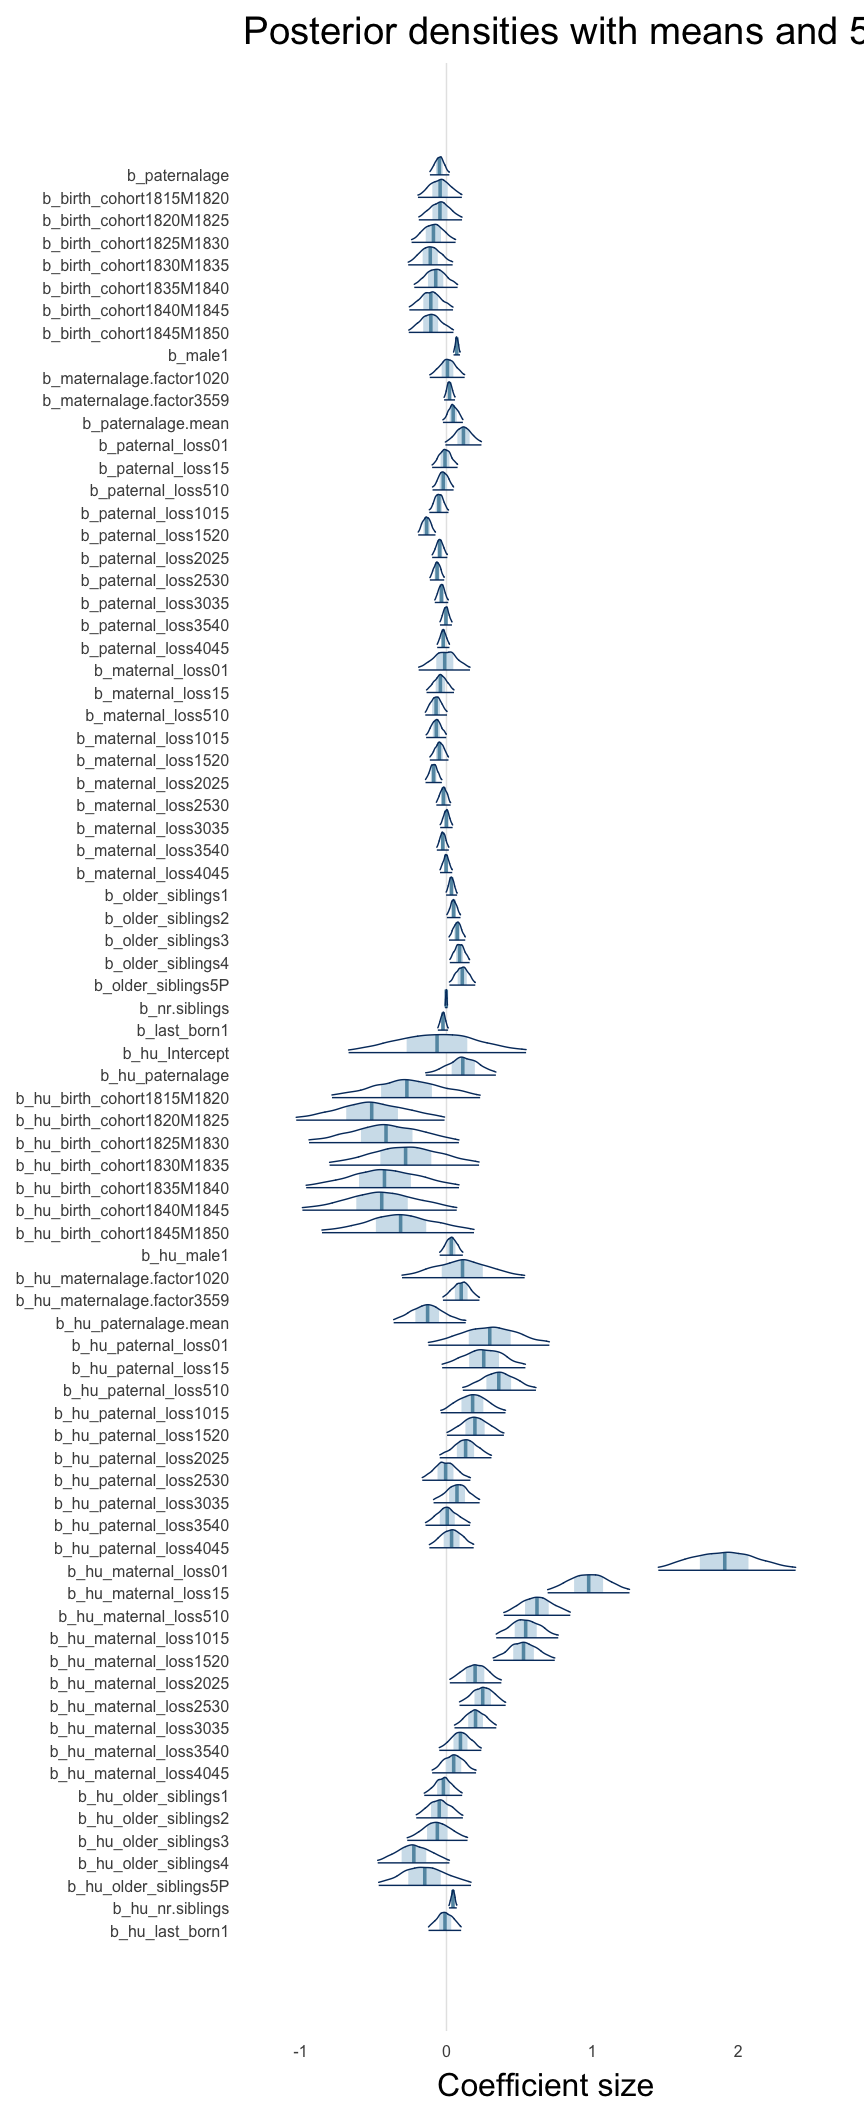 Posterior densities with means and 5
b_paternalage
b_birth_cohort1815M1820
b_birth_cohort1820M1825
b_birth_cohort1825M1830
b_birth_cohort1830M1835
b_birth_cohort1835M1840
b_birth_cohort1840M1845
b_birth_cohort1845M1850
b_male1
b_maternalage.factor1020
b_maternalage.factor3559
b_paternalage.mean
b_paternal_loss01
b_paternal_loss15
b_paternal_loss510
b_paternal_loss1015
b_paternal_loss1520
b_paternal_loss2025
b_paternal_loss2530
b_paternal_loss3035
b_paternal_loss3540
b_paternal_loss4045
b_maternal_loss01
b_maternal_loss15
b_maternal_loss510
b_maternal_loss1015
b_maternal_loss1520
b_maternal_loss2025
b_maternal_loss2530
b_maternal_loss3035
b_maternal_loss3540
b_maternal_loss4045
b_older_siblings1
b_older_siblings2
b_older_siblings3
b_older_siblings4
b_older_siblings5P
b_nr.siblings
b_last_born1
b_hu_Intercept
b_hu_paternalage
b_hu_birth_cohort1815M1820
b_hu_birth_cohort1820M1825
b_hu_birth_cohort1825M1830
b_hu_birth_cohort1830M1835
b_hu_birth_cohort1835M1840
b_hu_birth_cohort1840M1845
b_hu_birth_cohort1845M1850
b_hu_male1
b_hu_maternalage.factor1020
b_hu_maternalage.factor3559
b_hu_paternalage.mean
b_hu_paternal_loss01
b_hu_paternal_loss15
b_hu_paternal_loss510
b_hu_paternal_loss1015
b_hu_paternal_loss1520
b_hu_paternal_loss2025
b_hu_paternal_loss2530
b_hu_paternal_loss3035
b_hu_paternal_loss3540
b_hu_paternal_loss4045
b_hu_maternal_loss01
b_hu_maternal_loss15
b_hu_maternal_loss510
b_hu_maternal_loss1015
b_hu_maternal_loss1520
b_hu_maternal_loss2025
b_hu_maternal_loss2530
b_hu_maternal_loss3035
b_hu_maternal_loss3540
b_hu_maternal_loss4045
b_hu_older_siblings1
b_hu_older_siblings2
b_hu_older_siblings3
b_hu_older_siblings4
b_hu_older_siblings5P
b_hu_nr.siblings
b_hu_last_born1
-1 0 1 2
Coefficient size